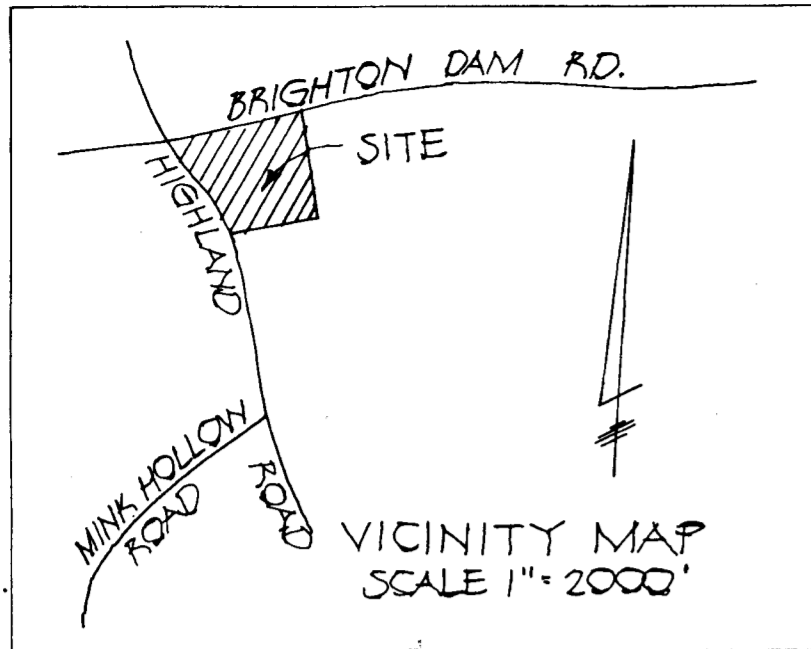 BRIGHTON DAM RD.
SITE
HIGHLAND
ROAD
MINK HOLLOW
ROAD
VICINITY MAP
SCALE 1"=2000'